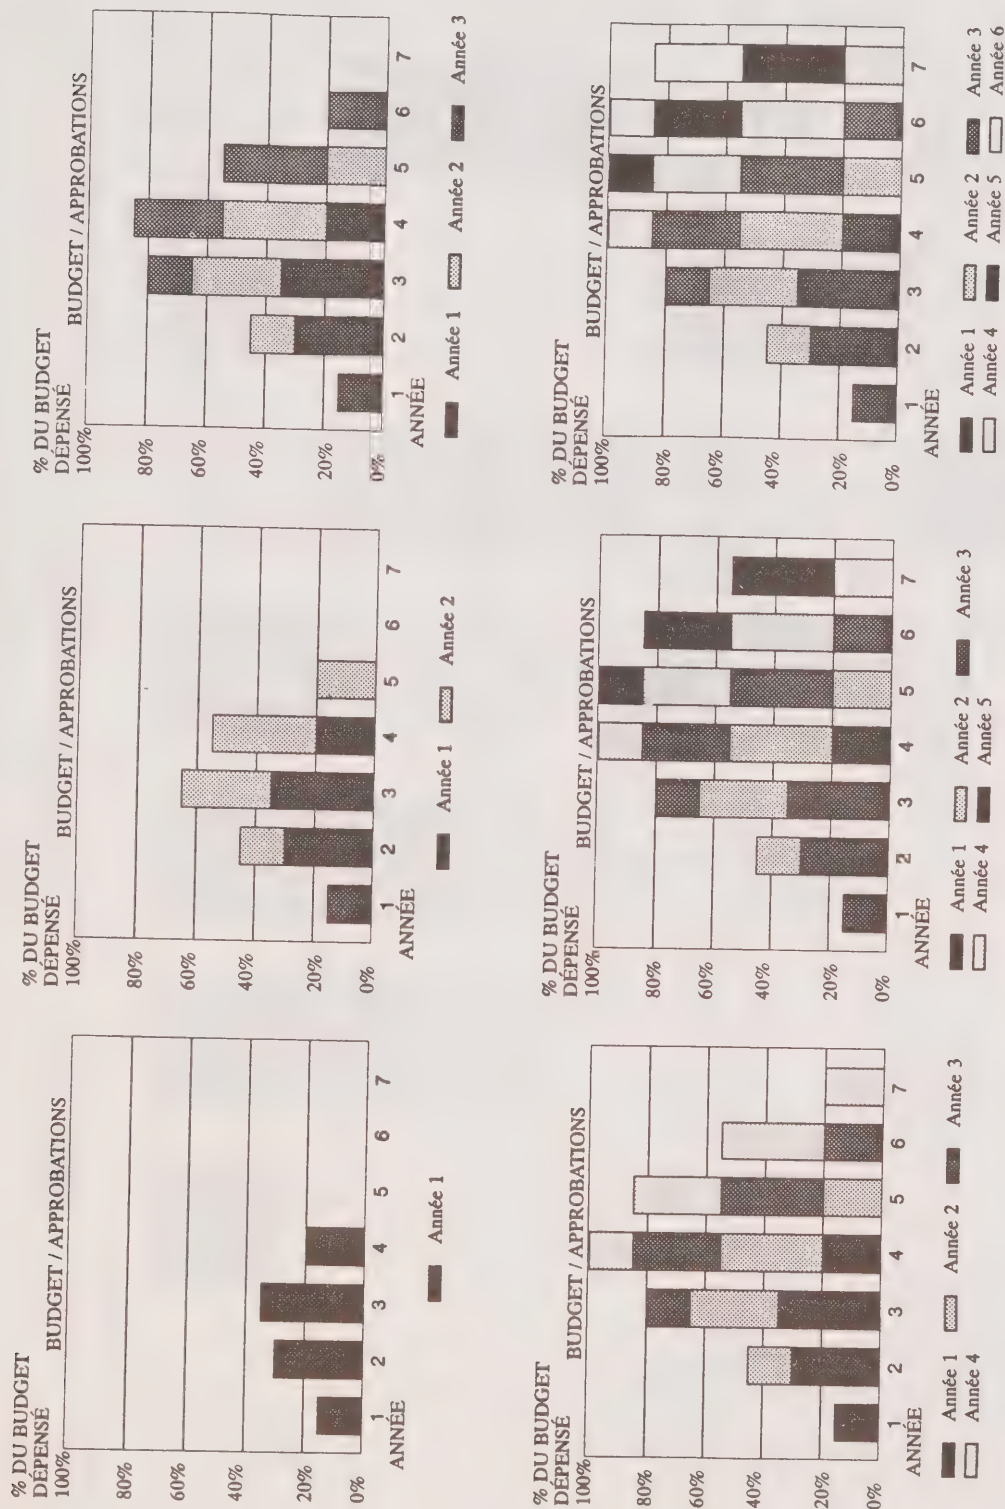 % DU BUDGET
DÉPENSÉ
BUDGET / APPROBATIONS
100%
80%
60%
40%
20%
0%
1 2 3 4 5 6 7
ANNÉE
Année 1
% DU BUDGET
DÉPENSÉ
BUDGET / APPROBATIONS
100%
80%
60%
40%
20%
0%
1 2 3 4 5 6 7
ANNÉE
Année 1 Année 2
% DU BUDGET
DÉPENSÉ
BUDGET / APPROBATIONS
100%
80%
60%
40%
20%
0%
1 2 3 4 5 6 7
ANNÉE
Année 1 Année 2 Année 3
% DU BUDGET
DÉPENSÉ
BUDGET / APPROBATIONS
100%
80%
60%
40%
20%
0%
1 2 3 4 5 6 7
ANNÉE
Année 1 Année 2 Année 3
Année 4
% DU BUDGET
DÉPENSÉ
BUDGET / APPROBATIONS
100%
80%
60%
40%
20%
0%
1 2 3 4 5 6 7
ANNÉE
Année 1 Année 2 Année 3
Année 4 Année 5
% DU BUDGET
DÉPENSÉ
BUDGET / APPROBATIONS
100%
80%
60%
40%
20%
0%
1 2 3 4 5 6 7
ANNÉE
Année 1 Année 2 Année 3
Année 4 Année 5 Année 6